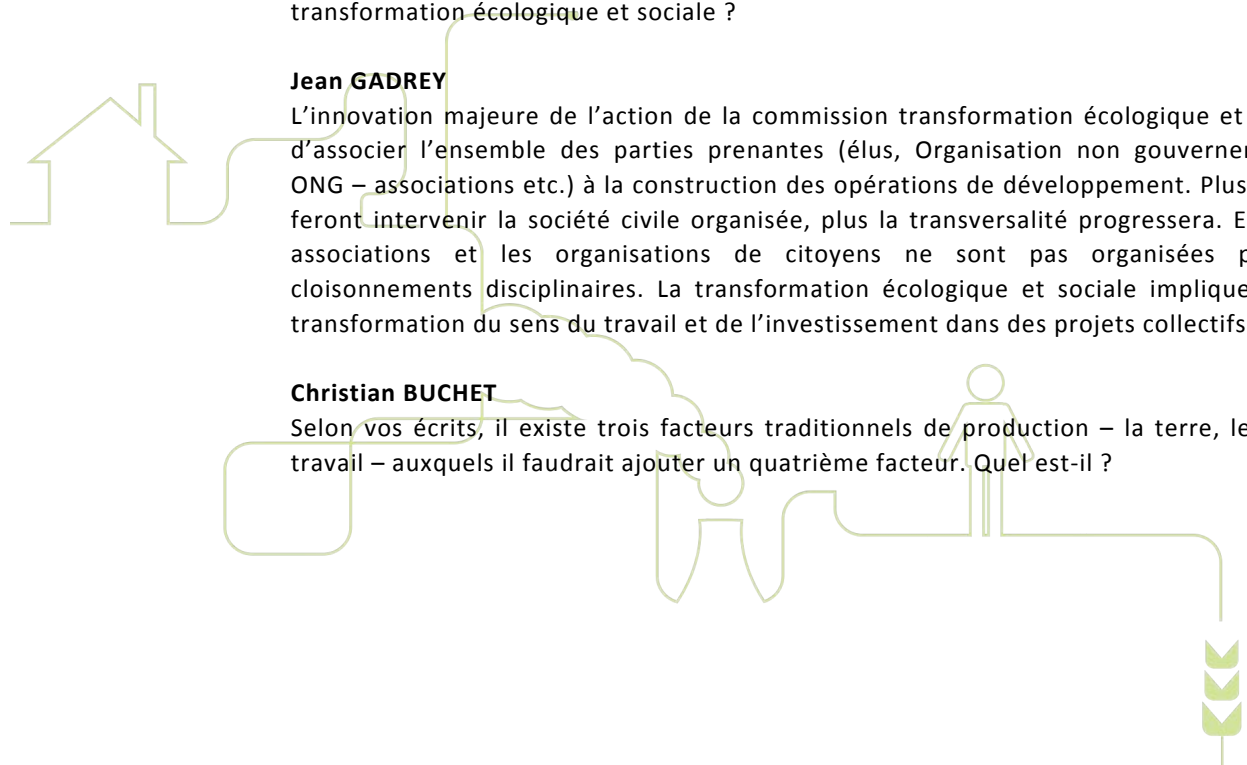 transformation écologique et sociale ?
Jean GADREY
L’innovation majeure de l’action de la commission transformation écologique et
d’associer l’ensemble des parties prenantes (élus, Organisation non
ONG – associations etc.) à la construction des opérations de développement. Plus
feront intervenir la société civile organisée, plus la transversalité progressera.
associations et les organisations de citoyens ne sont pas organisées
cloisonnements disciplinaires. La transformation écologique et sociale implique
transformation du sens du travail et de l’investissement dans des projets collectifs
Christian BUCHET
Selon vos écrits, il existe trois facteurs traditionnels de production – la terre,
travail – auxquels il faudrait ajouter un quatrième facteur. Quel est-il ?